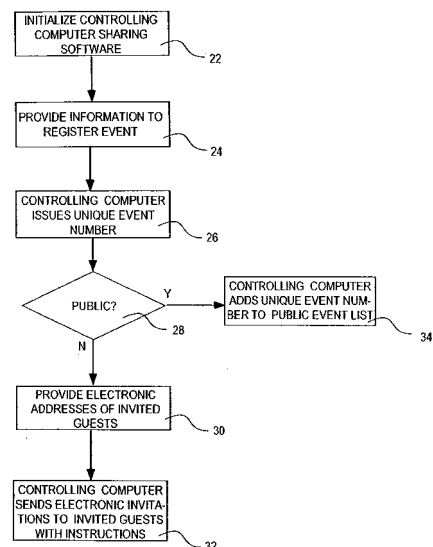 INITIALIZE CONTROLLING
COMPUTER SHARING
SOFTWARE
22
PROVIDE INFORMATION TO
REGISTER EVENT
24
CONTROLLING COMPUTER
ISSUES UNIQUE EVENT
NUMBER
26
PUBLIC?
Y
28
N
CONTROLLING COMPUTER
ADDS UNIQUE EVENT NUM-
BER TO PUBLIC EVENT LIST
34
PROVIDE ELECTRONIC
ADDRESSES OF INVITED
GUESTS
30
CONTROLLING COMPUTER
SENDS ELECTRONIC INVITA-
TIONS TO INVITED GUESTS
WITH INSTRUCTIONS
32